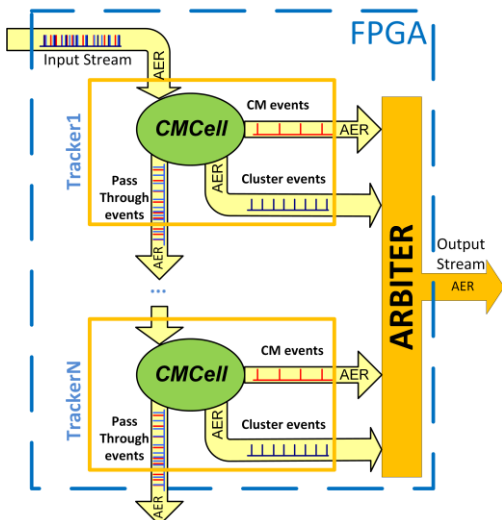 FPGA
Input Stream
AER
Tracker1
CMCell
CM events
AER
AER
Cluster events
Pass
Through
events
AER
...
TrackerN
CMCell
CM events
AER
AER
Cluster events
Pass
Through
events
AER
ARBITER
Output
Stream
AER